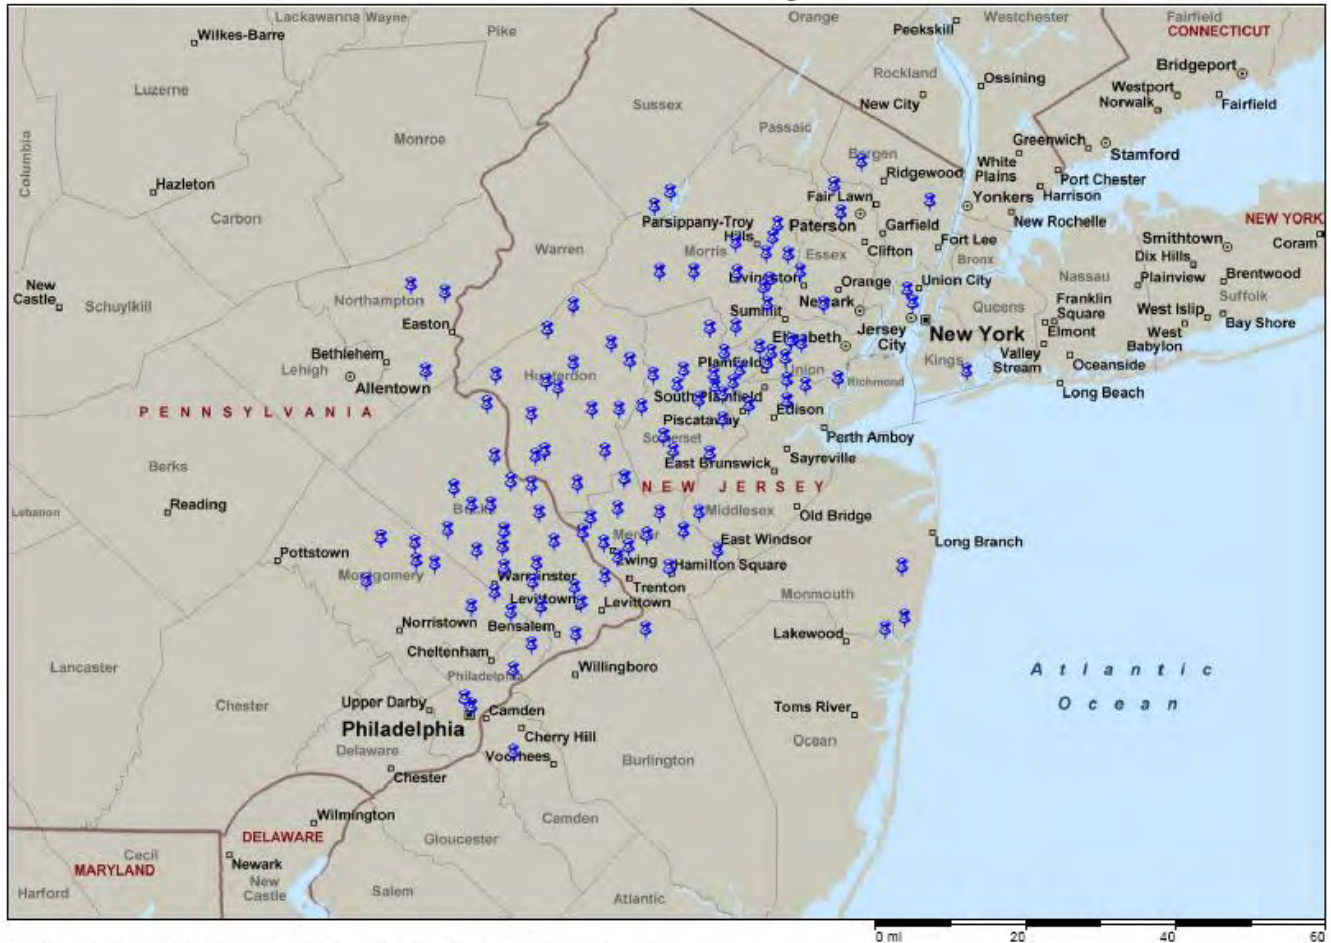 Lackawanna Wayne
Orange
Westchester
Fairfield
Wilkes-Barre
Pike
Peekskill
CONNECTICUT
Bridgeport
Rockland
Ossining
Luzerne
Westport
Sussex
New City
Norwalk
Fairfield
Passaic
Monroe
Greenwich
Stamford
Columbia
Bergen
White
Plains
Ridgewood
Port Chester
Hazleton
Fair Lawn
Yonkers
Harrison
Carbon
Parsippany-Troy
Hills
Paterson
Garfield
New Rochelle
NEW YORK
Warren
Morris
Essex
Clifton
Fort Lee
Smithtown
Coram
Bronx
Dix Hills
New
Castle
Schuylkill
Northampton
Livingston
Orange
Union City
Nassau
Plainview
Brentwood
Newark
Queens
Franklin
Square
Suffolk
Easton
Summit
Jersey
City
New York
Elmont
West Islip
Bay Shore
Elizabeth
West
Babylon
Bethlehem
Lehigh
Allentown
Hunterdon
Plainfield
Union
Kings
Valley
Stream
Oceanside
Richmond
Long Beach
PENNSYLVANIA
South Plainfield
Edison
Piscataway
Somerset
Perth Amboy
Berks
East Brunswick
Sayreville
NEW JERSEY
Reading
Lebanon
Bucks
Middlesex
Old Bridge
Mercer
East Windsor
Long Branch
Pottstown
Ewing
Hamilton Square
Montgomery
Warminster
Trenton
Monmouth
Levittown
Levittown
Norristown
Bensalem
Lakewood
Cheltenham
Lancaster
Philadelphia
Willingboro
Atlantic
Ocean
Chester
Upper Darby
Camden
Toms River
Philadelphia
Cherry Hill
Ocean
Delaware
Voorhees
Burlington
Chester
Wilmington
Camden
DELAWARE
Gloucester
Cecil
MARYLAND
Newark
New
Castle
Harford
Salem
Atlantic
0 mi
20
40
60